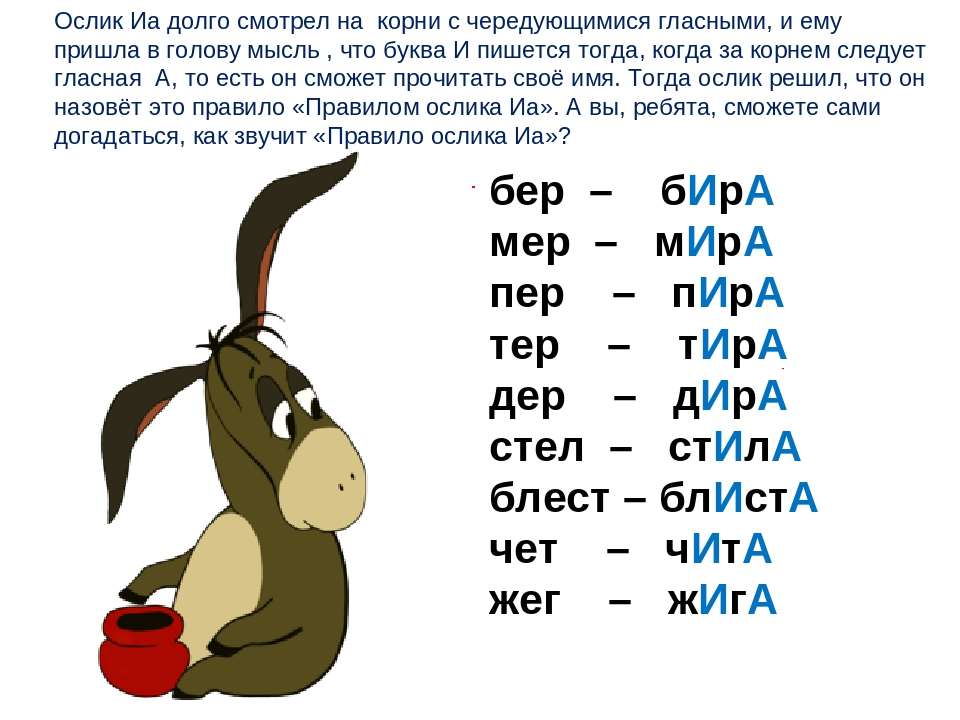 Ослик Иа долго смотрел на  корни с чередующимися гласными, и ему
пришла в голову мысль , что буква И пишется тогда, когда за корнем следует
гласная  А, то есть он сможет прочитать своё имя. Тогда ослик решил, что он
назовёт это правило «Правилом ослика Иа». А вы, ребята, сможете сами
догадаться, как звучит «Правило ослика Иа»?
бер – бИрА
мер – мИрА
пер – пИрА
тер – тИрА
дер – дИрА
стел – стИлА
блест – блИстА
чет – чИтА
жег – жИгА